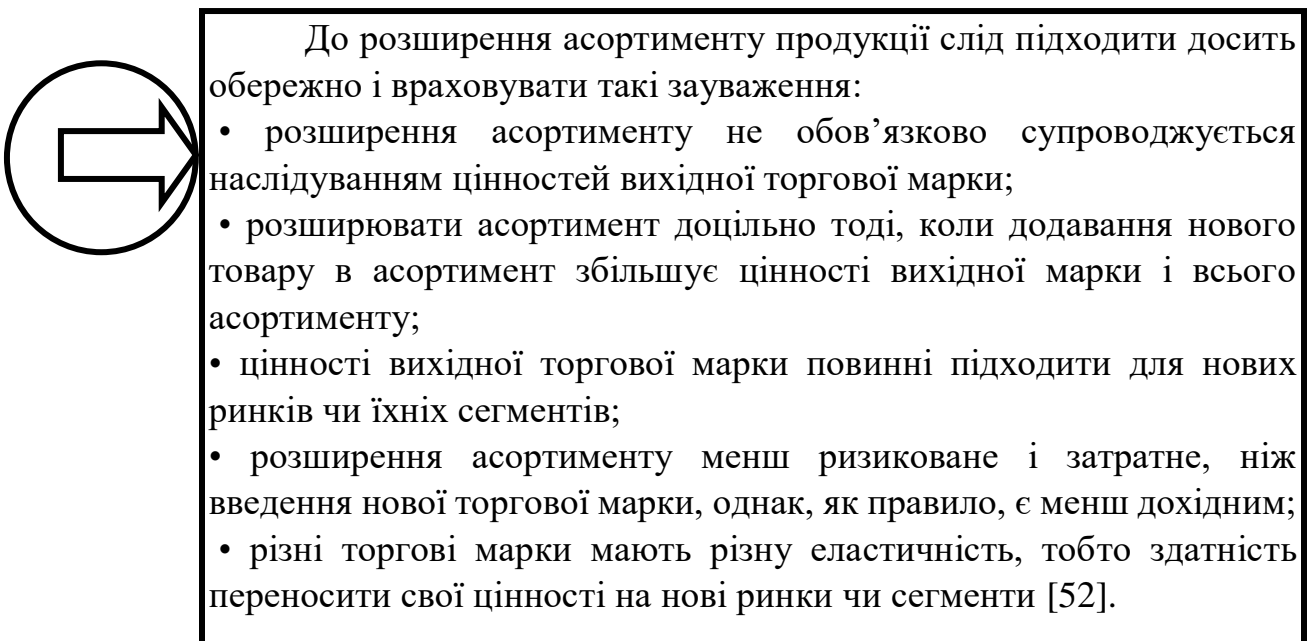 До розширення асортименту продукції слід підходити досить
обережно і враховувати такі зауваження:
• розширення асортименту не обов’язково супроводжується
наслідуванням цінностей вихідної торгової марки;
• розширювати асортимент доцільно тоді, коли додавання нового
товару в асортимент збільшує цінності вихідної марки і всього
асортименту;
• цінності вихідної торгової марки повинні підходити для нових
ринків чи їхніх сегментів;
• розширення асортименту менш ризиковане і затратне, ніж
введення нової торгової марки, однак, як правило, є менш дохідним;
• різні торгові марки мають різну еластичність, тобто здатність
переносити свої цінності на нові ринки чи сегменти [52].